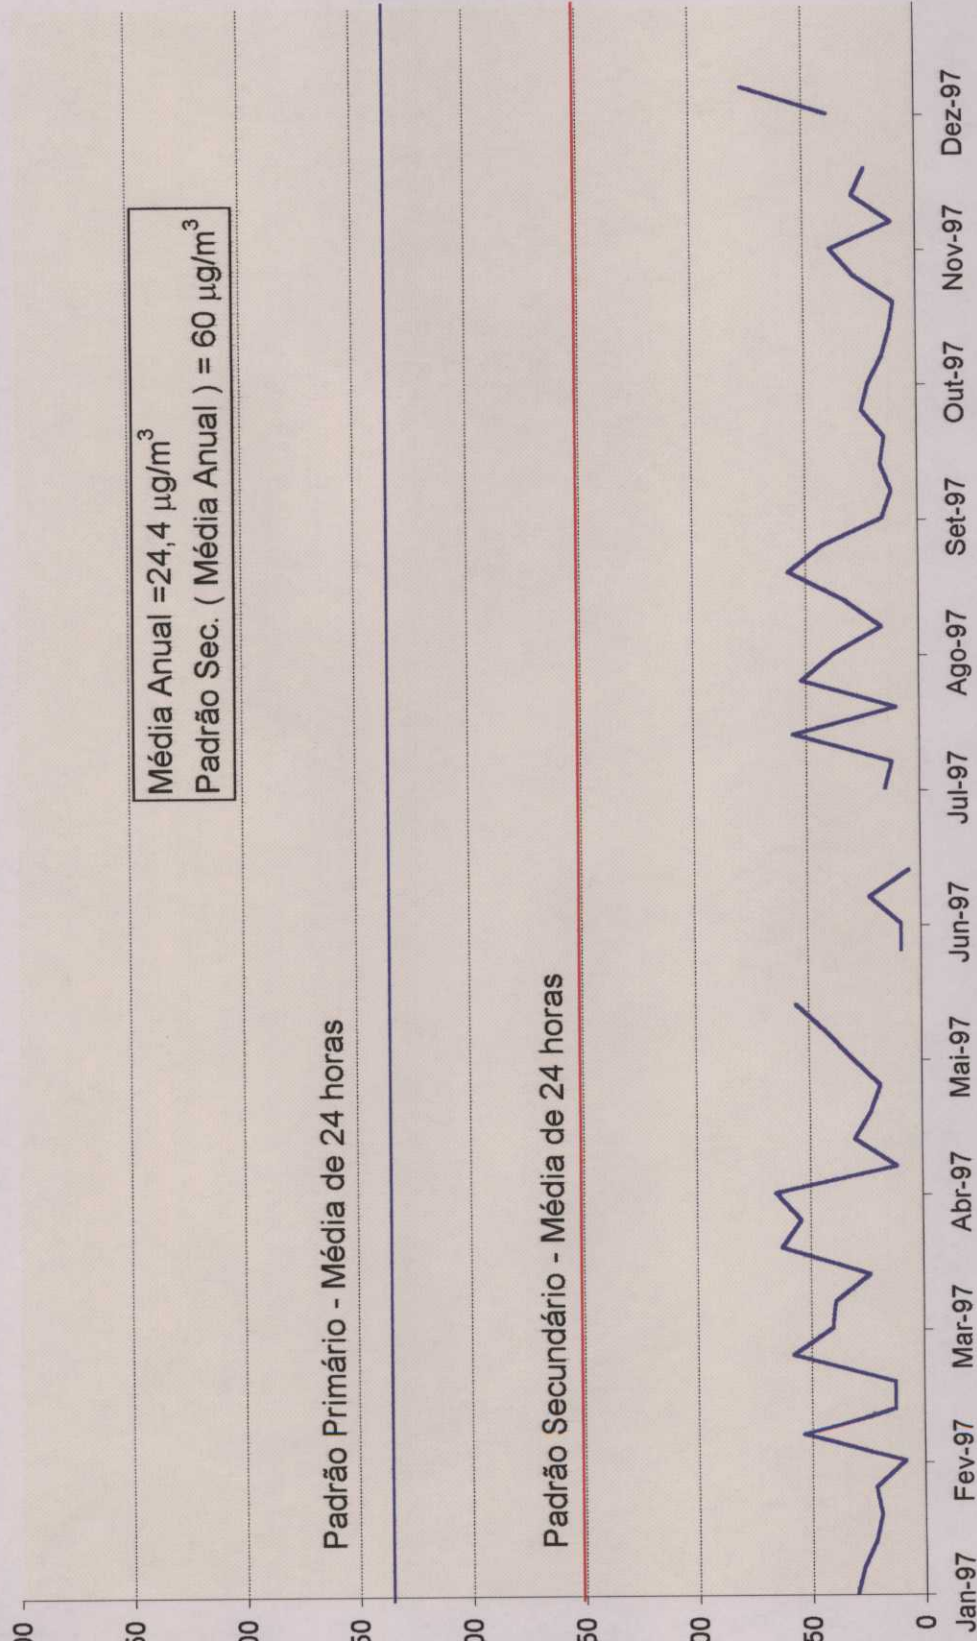 Média Anual =24,4 µg/m³
Padrão Sec. ( Média Anual ) = 60 µg/m³
Padrão Primário - Média de 24 horas
Padrão Secundário - Média de 24 horas
50
0
Jan-97
Fev-97
Mar-97
Abr-97
Mai-97
Jun-97
Jul-97
Ago-97
Set-97
Out-97
Nov-97
Dez-97